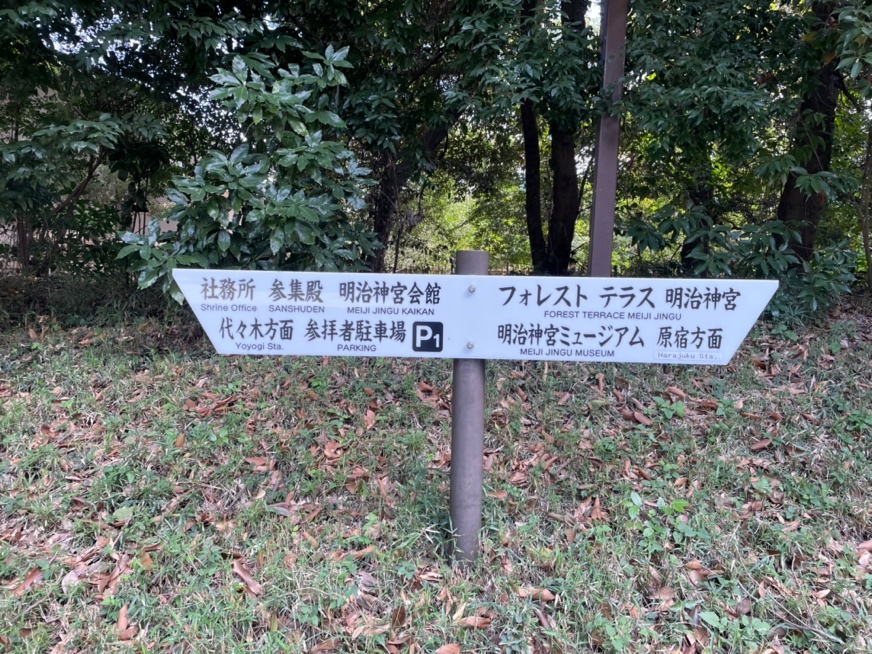 社務所 参集殿 明治神宮会館
Shrine Office SANSHUDEN MEIJI JINGU KAIKAN
代々木方面 参拝者駐車場 P1
Yoyogi Sta. PARKING
フォレスト テラス 明治神宮
FOREST TERRACE MEIJI JINGU
明治神宮ミュージアム 原宿方面
MEIJI JINGU MUSEUM Harajuku Sta.